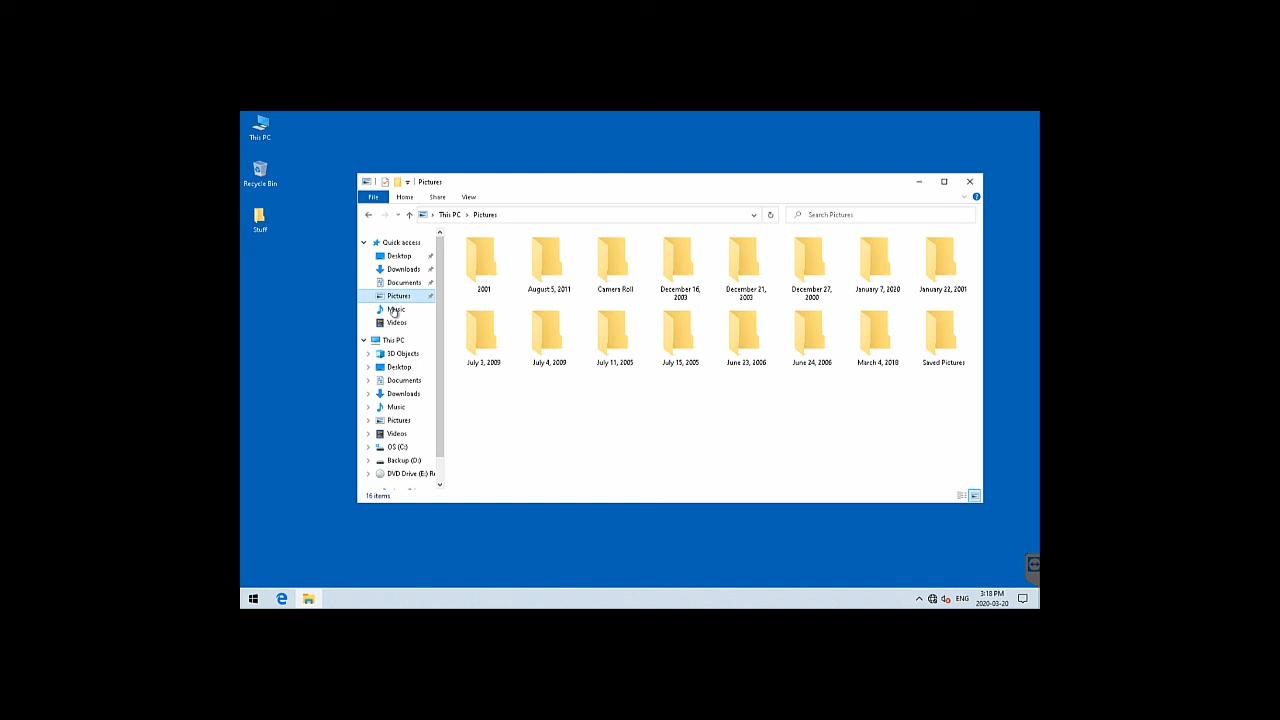 This PC
Recycle Bin
Stuff
Pictures
File Home Share View
This PC > Pictures
Search Pictures
Quick access
Desktop
Downloads
Documents
Pictures
Music
Videos
This PC
3D Objects
Desktop
Documents
Downloads
Music
Pictures
Videos
OS (C:)
Backup (D:)
DVD Drive (E:) R
2001
August 5, 2011
Camera Roll
December 16,
2003
December 21,
2003
December 27,
2000
January 7, 2020
January 22, 2001
July 3, 2009
July 4, 2009
July 11, 2005
July 15, 2005
June 23, 2006
June 24, 2006
March 4, 2018
Saved Pictures
16 items
ENG
3:18 PM
2020-03-20